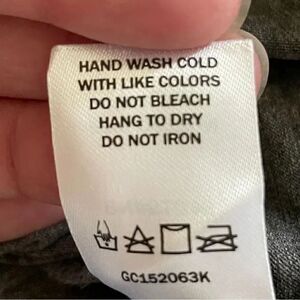 HAND WASH COLD
WITH LIKE COLORS
DO NOT BLEACH
HANG TO DRY
DO NOT IRON
GC152063K